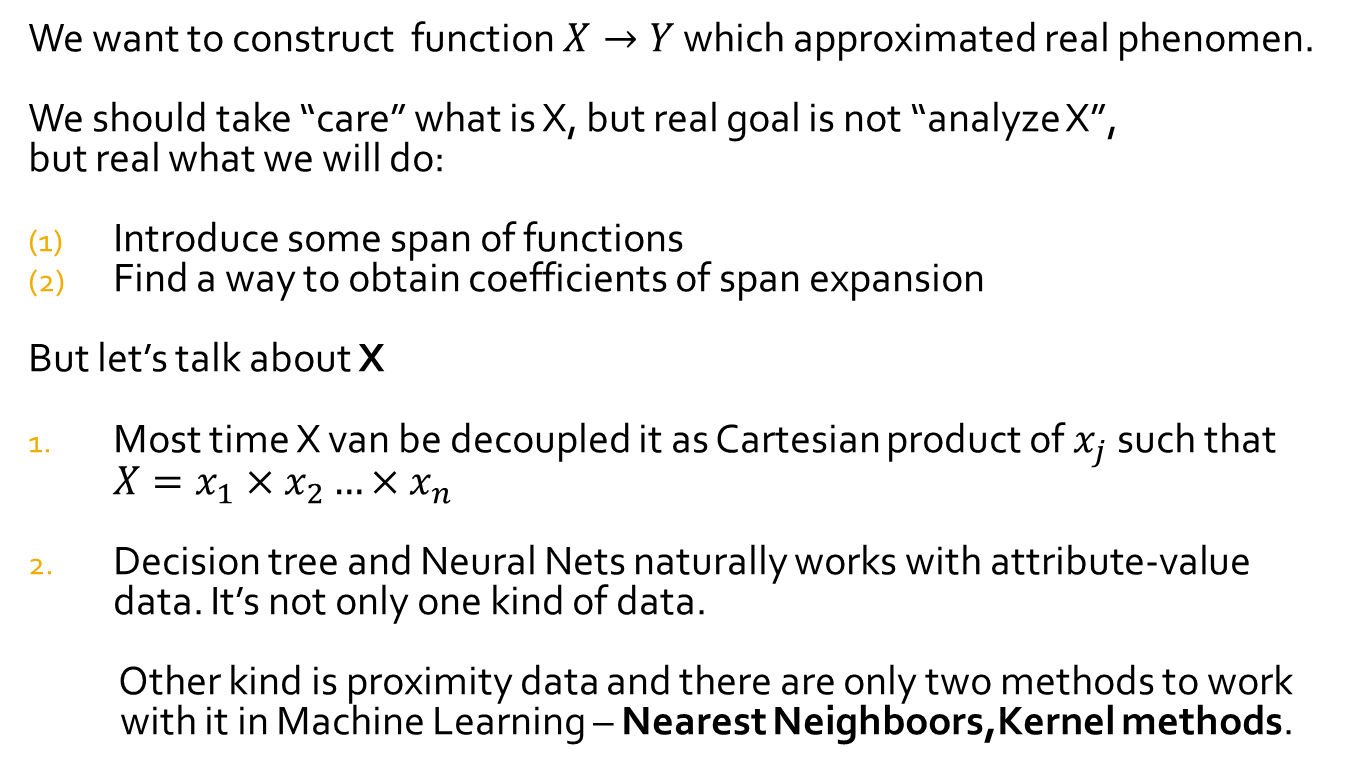 We want to construct function X → Y which approximated real phenomen.
We should take “care” what is X, but real goal is not “analyze X”,
but real what we will do:
(1) Introduce some span of functions
(2) Find a way to obtain coefficients of span expansion
But let’s talk about X
1. Most time X van be decoupled it as Cartesian product of xⱼ such that
X = x₁ × x₂ … × xₙ
2. Decision tree and Neural Nets naturally works with attribute-value
data. It’s not only one kind of data.
Other kind is proximity data and there are only two methods to work
with it in Machine Learning – Nearest Neighboors, Kernel methods.